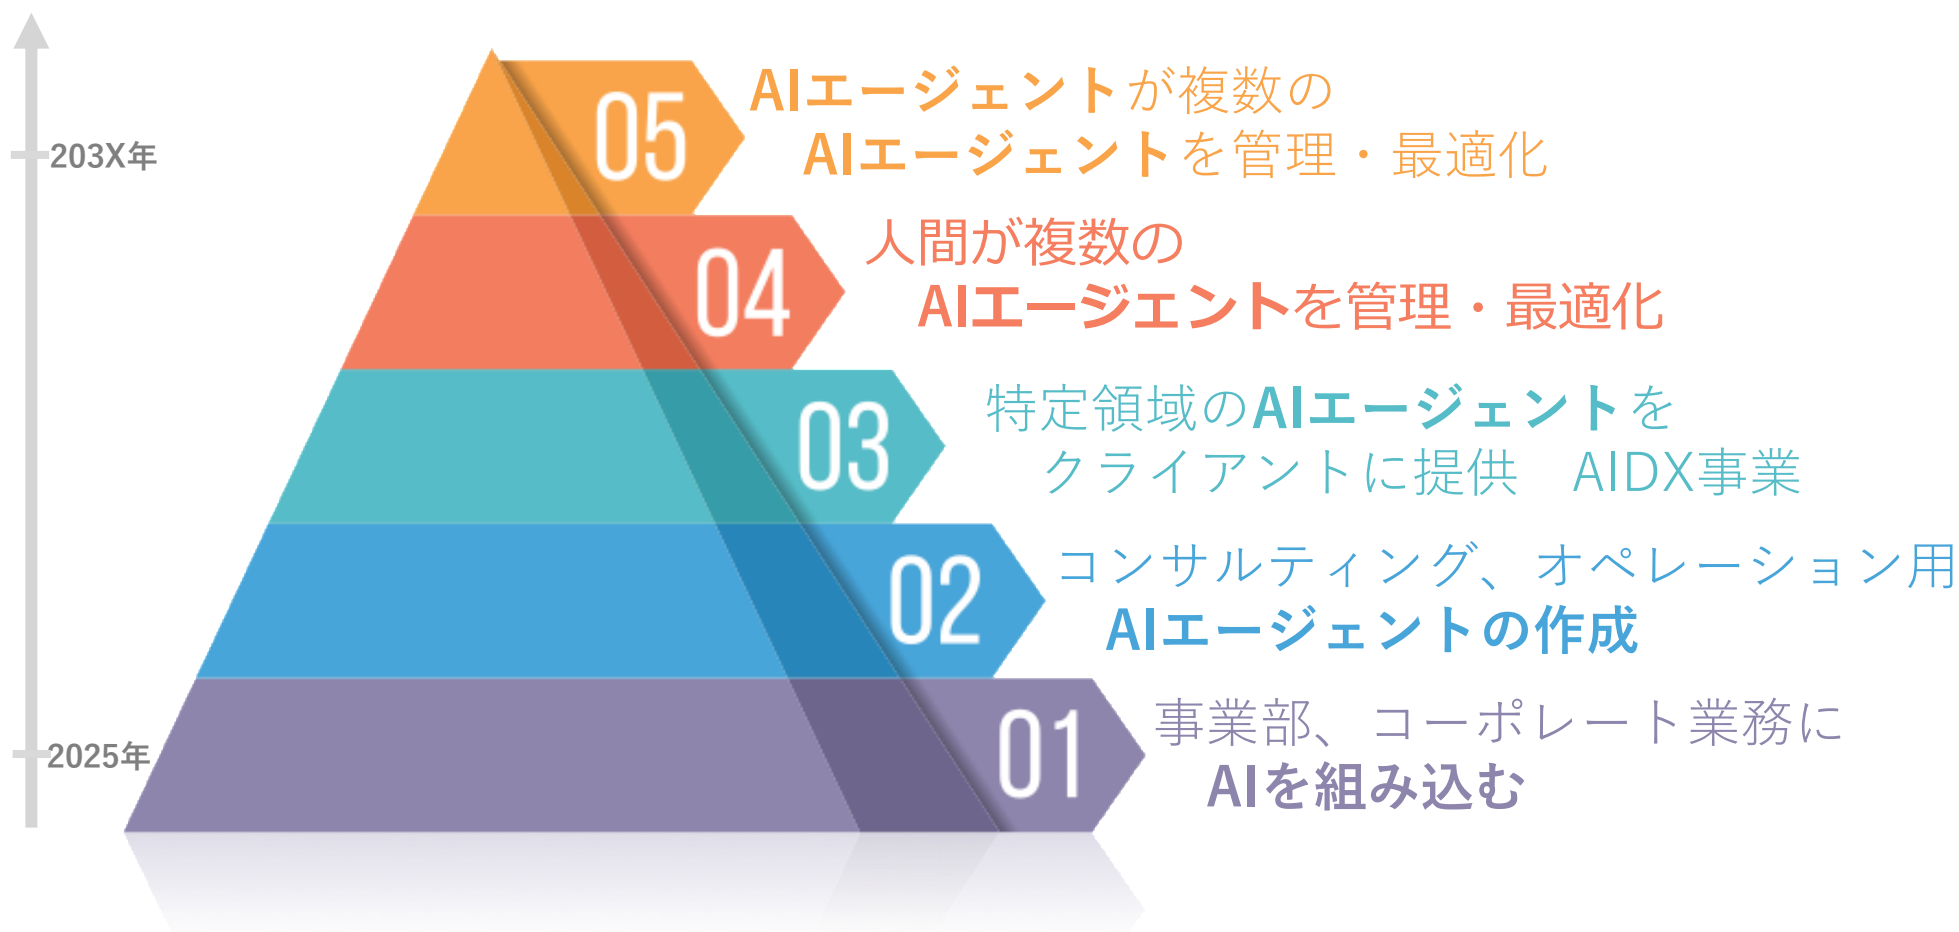 203X年
2025年
05
AIエージェントが複数の
AIエージェントを管理・最適化
04
人間が複数の
AIエージェントを管理・最適化
03
特定領域のAIエージェントを
クライアントに提供　AIDX事業
02
コンサルティング、オペレーション用
AIエージェントの作成
01
事業部、コーポレート業務に
AIを組み込む